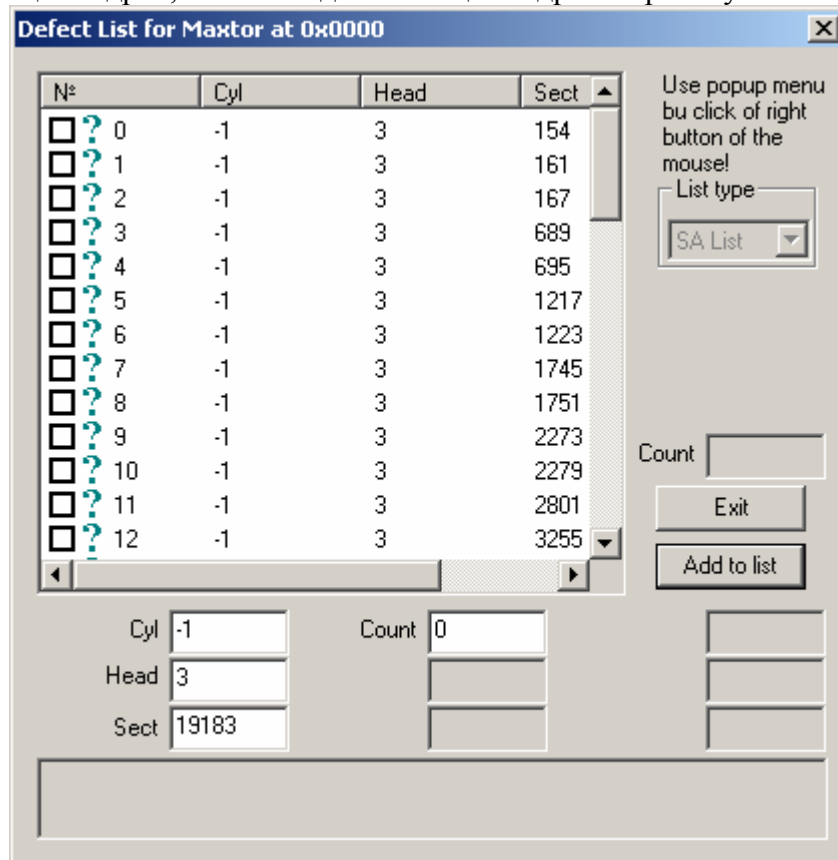 Defect List for Maxtor at 0x0000
№ Cyl Head Sect
0 -1 3 154
1 -1 3 161
2 -1 3 167
3 -1 3 689
4 -1 3 695
5 -1 3 1217
6 -1 3 1223
7 -1 3 1745
8 -1 3 1751
9 -1 3 2273
10 -1 3 2279
11 -1 3 2801
12 -1 3 3255
Use popup menu
bu click of right
button of the
mouse!
List type
SA List
Count
Exit
Add to list
Cyl -1 Count 0
Head 3
Sect 19183